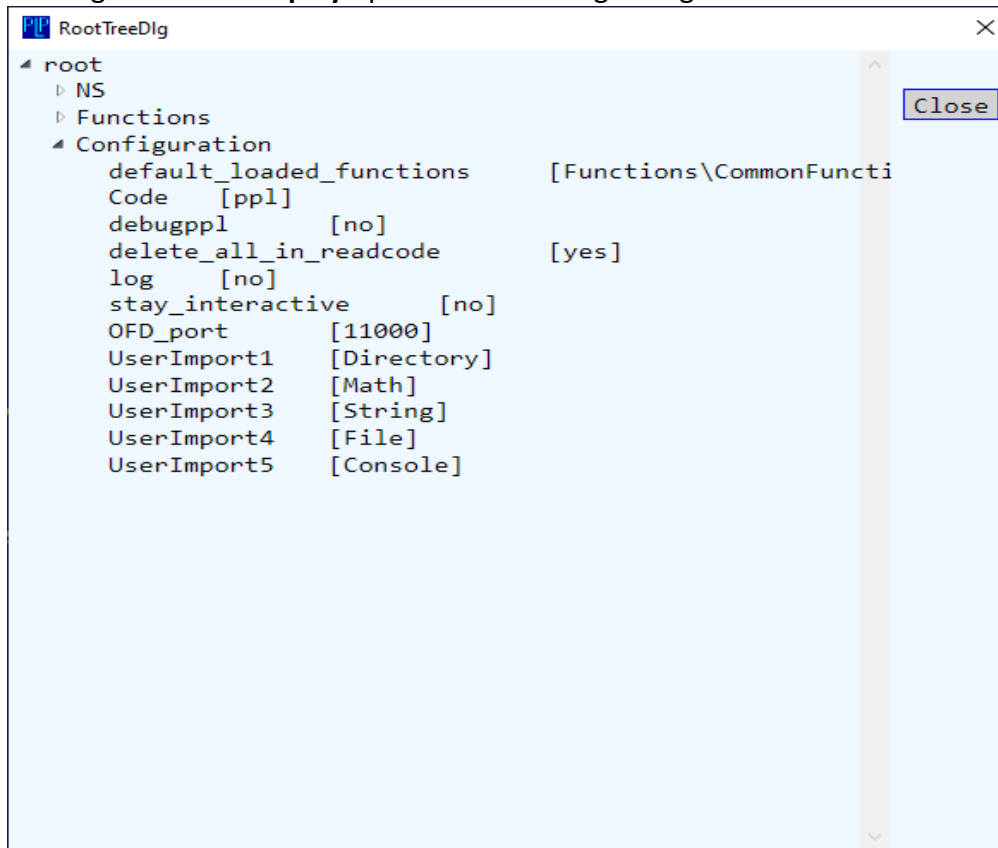 RootTreeDlg
root
NS
Functions
Close
Configuration
default_loaded_functions [Functions\CommonFuncti
Code [ppl]
debugppl [no]
delete_all_in_readcode [yes]
log [no]
stay_interactive [no]
OFD_port [11000]
UserImport1 [Directory]
UserImport2 [Math]
UserImport3 [String]
UserImport4 [File]
UserImport5 [Console]